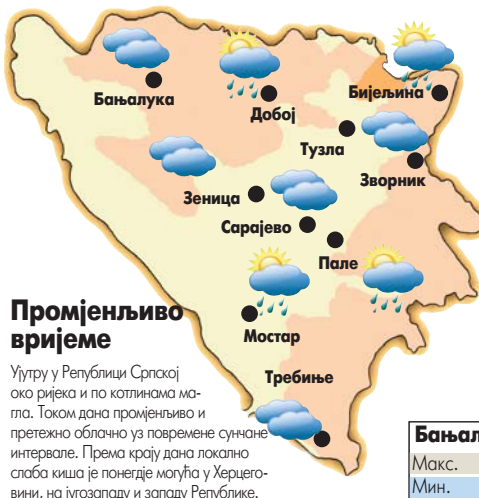 Бањалука
Добој
Бијељина
Тузла
Зворник
Зеница
Сарајево
Пале
Мостар
Требиње
Промјенљиво
вријеме
Ујутру у Републици Српској
око ријека и по котлинама ма-
гла. Током дана промјенљиво и
претежно облачно уз повремене сунчане
интервале. Према крају дана локално
слаба киша је понегдје могућа у Херцего-
вини, на југозападу и западу Републике.
Макс.
Мин.